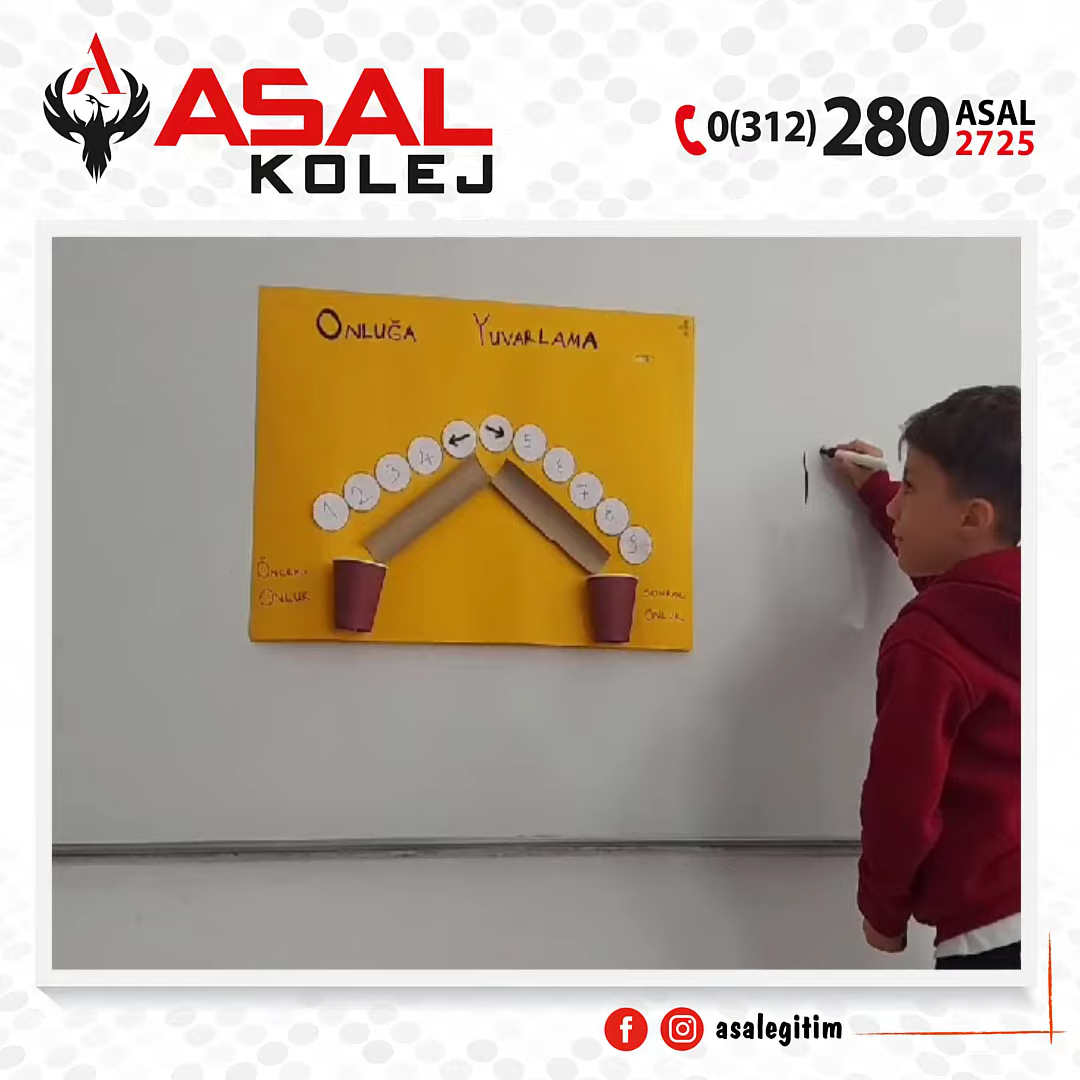 ASAL
KOLEJ
0(312) 280 ASAL
2725
ONLUĞA YUVARLAMA
1 2 3 4 ← → 5 6 7 8 9
ÖNCEKİ
ONLUK
SONRAKİ
ONLUK
asalegitim